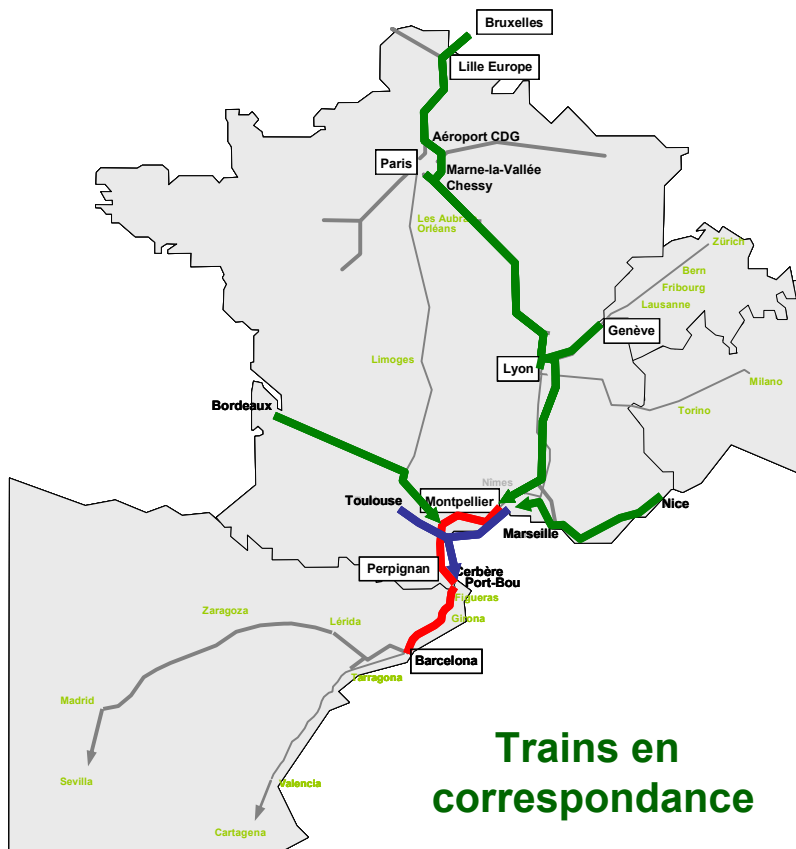 Bruxelles
Lille Europe
Aéroport CDG
Paris
Marne-la-Vallée
Chessy
Les Aubrais
Orléans
Zürich
Bern
Fribourg
Lausanne
Genève
Limoges
Lyon
Milano
Torino
Bordeaux
Nîmes
Toulouse
Montpellier
Nice
Marseille
Perpignan
Cerbère
Port-Bou
Figueras
Girona
Zaragoza
Lérida
Barcelona
Tarragona
Madrid
Sevilla
Valencia
Cartagena
Trains en
correspondance